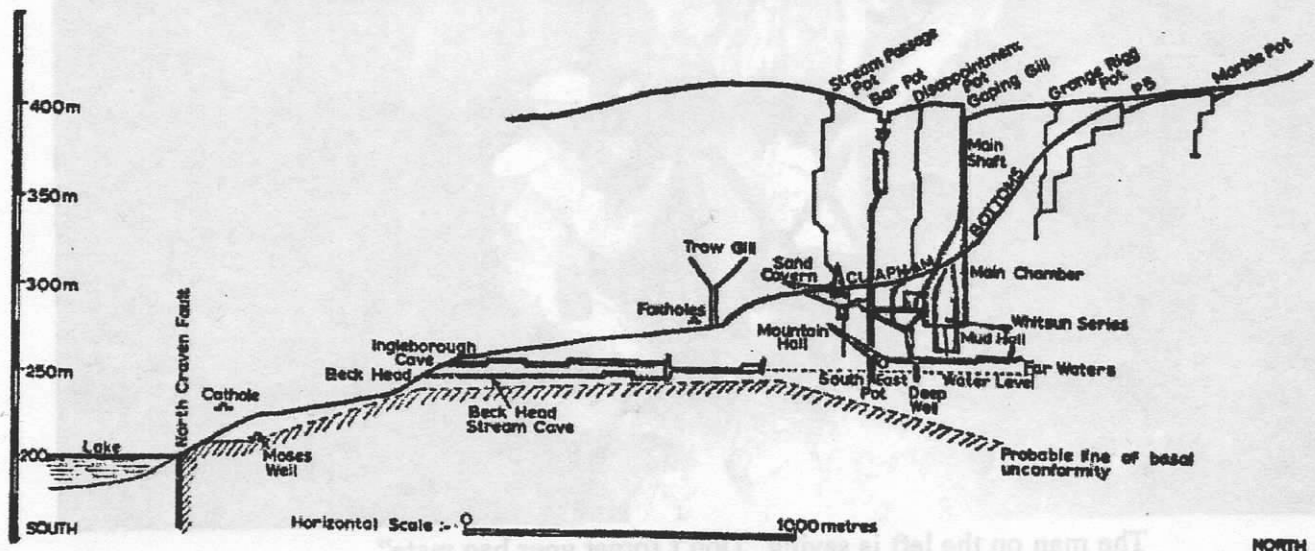 400m
350m
300m
250m
200
SOUTH
Lake
North Craven Fault
Cathole
Moses
Well
Ingleborough
Cave
Beck Head
Beck Head
Stream Cave
Foxholes
Trow Gill
Sand
Cavern
Mountain
Hall
Stream Passage
Pot
Bar Pot
Disappointment
Pot
Gaping Gill
Main
Shaft
CLAPHAM BOTTOMS
Grange Rigg
Pot
P5
Marble Pot
Main Chamber
Whitsun Series
Mud Hall
Far Waters
South East
Pot
Deep
Well
Water Level
Probable line of basal
unconformity
Horizontal Scale :- 0
1000 metres
NORTH